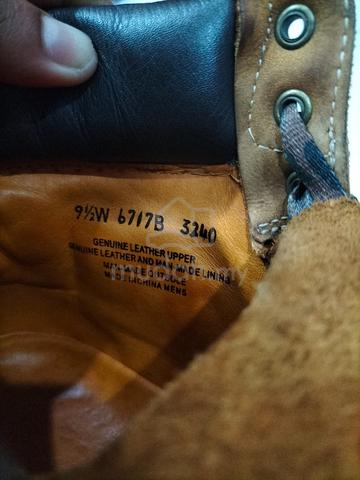 9½W 6717B 3240
GENUINE LEATHER UPPER
GENUINE LEATHER AND MAN-MADE LINING
MAN-MADE OUTSOLE
MADE IN CHINA MENS